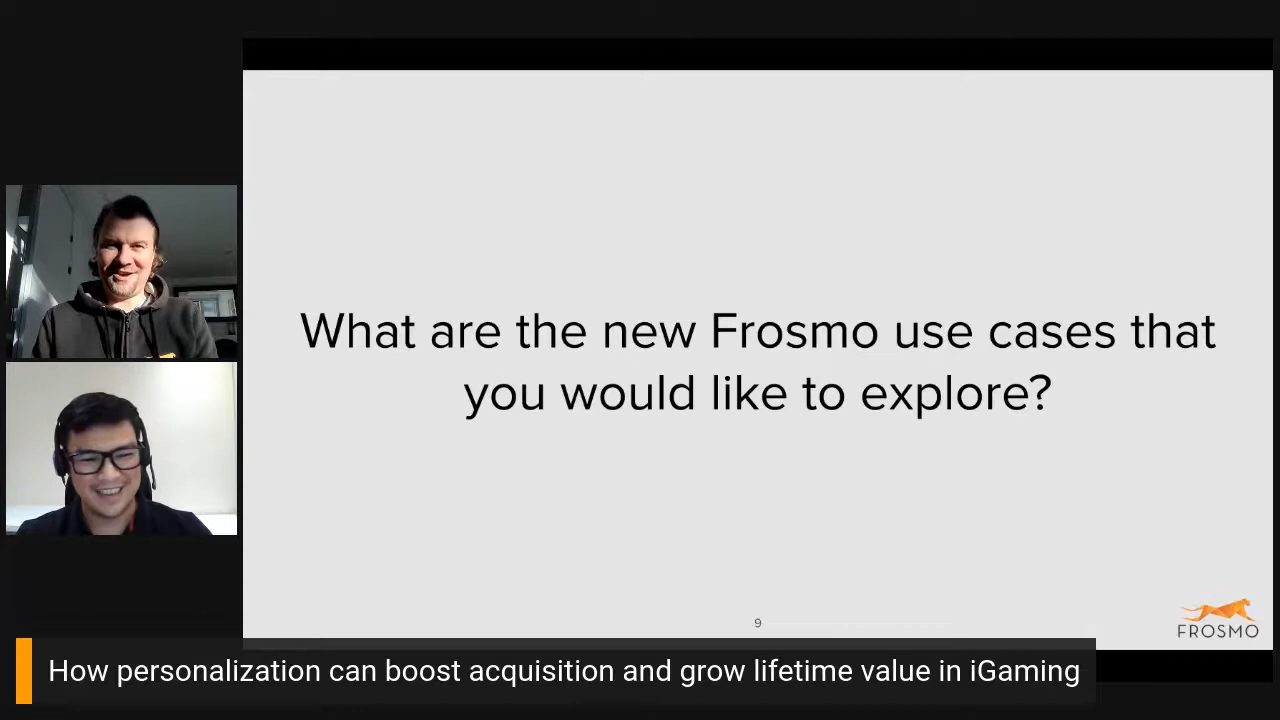 What are the new Frosmo use cases that
you would like to explore?
9
FROSMO
How personalization can boost acquisition and grow lifetime value in iGaming